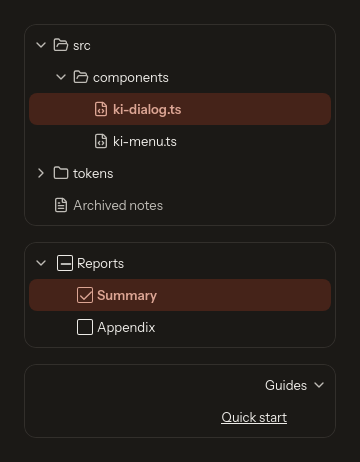 src
components
ki-dialog.ts
ki-menu.ts
tokens
Archived notes
Reports
Summary
Appendix
Guides
Quick start